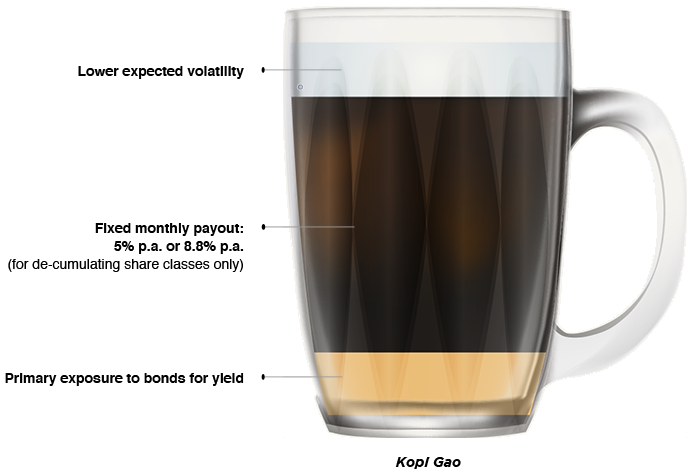 Lower expected volatility
Fixed monthly payout:
5% p.a. or 8.8% p.a.
(for de-cumulating share classes only)
Primary exposure to bonds for yield
Kopi Gao